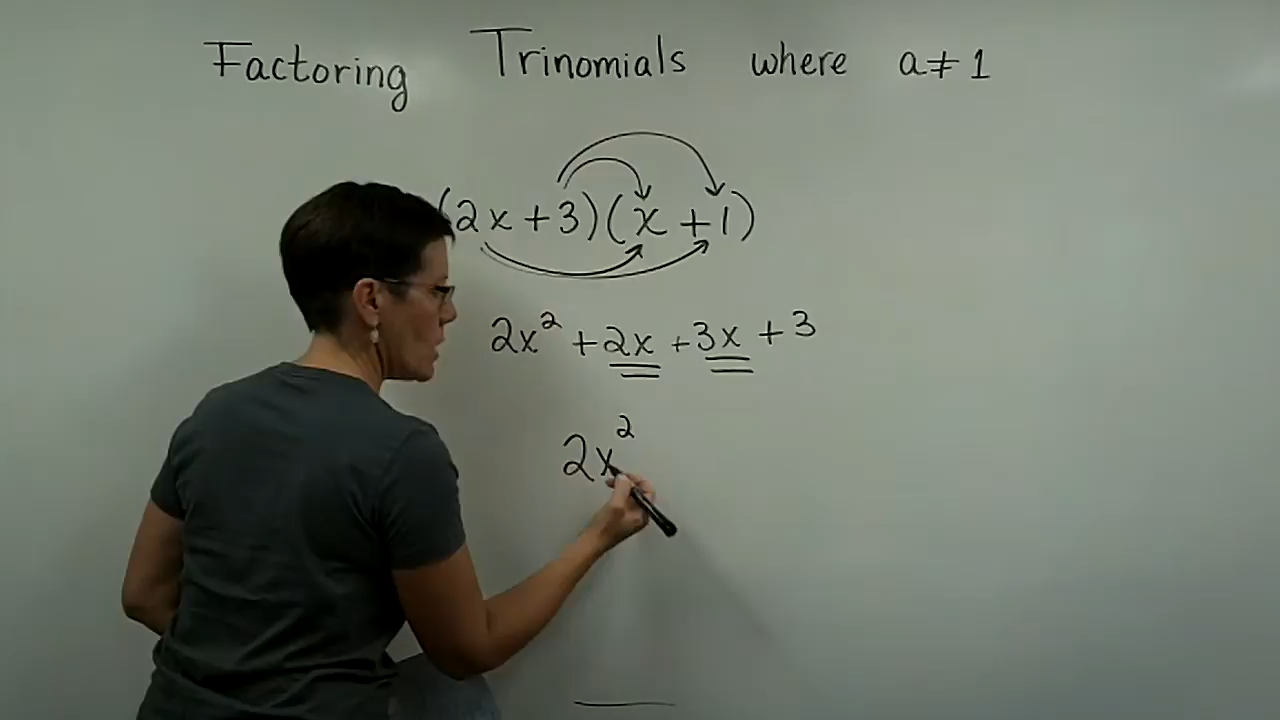 Factoring Trinomials where a ≠ 1
(2x + 3)(x + 1)
2x² + 2x + 3x + 3
2x²